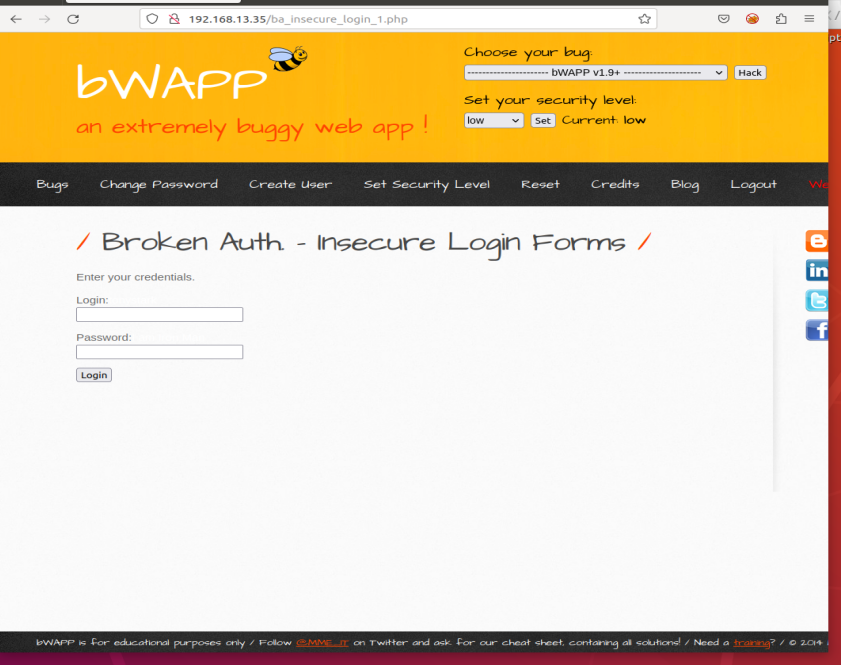 192.168.13.35/ba_insecure_login_1.php
bWAPP
an extremely buggy web app !
Choose your bug:
---------------------- bWAPP v1.9+ ----------------------
Hack
Set your security level:
low
Set
Current: low
Bugs
Change Password
Create User
Set Security Level
Reset
Credits
Blog
Logout
We
/ Broken Auth. - Insecure Login Forms /
Enter your credentials.
Login:
Password:
Login
bWAPP is for educational purposes only / Follow @MME_IT on Twitter and ask for our cheat sheet, containing all solutions! / Need a training? / © 2014